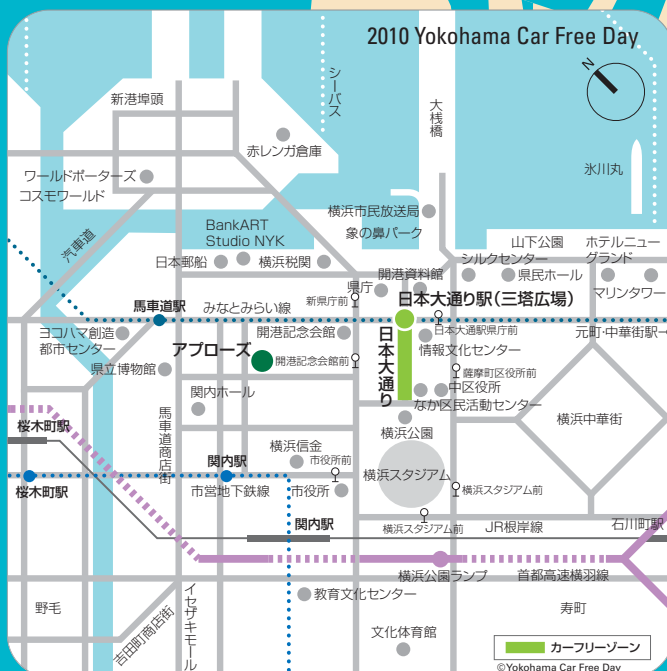 2010 Yokohama Car Free Day
N
シーバス
新港埠頭
大桟橋
赤レンガ倉庫
氷川丸
ワールドポーターズ
コスモワールド
横浜市民放送局
象の鼻パーク
BankART
Studio NYK
汽車道
日本郵船
横浜税関
山下公園
ホテルニュー
グランド
シルクセンター
県民ホール
マリンタワー
開港資料館
県庁
新県庁前
日本大通り駅(三塔広場)
馬車道駅
みなとみらい線
日本大通駅県庁前
元町・中華街駅→
ヨコハマ創造
都市センター
開港記念会館
情報文化センター
アプローズ
開港記念会館前
日本大通り
県立博物館
薩摩町区役所前
中区役所
なか区民活動センター
関内ホール
馬車道商店街
横浜公園
横浜中華街
桜木町駅
横浜信金
市役所前
関内駅
横浜スタジアム
桜木町駅
市営地下鉄線
市役所
横浜スタジアム前
関内駅
横浜スタジアム前
JR根岸線
石川町駅
横浜公園ランプ
首都高速横羽線
野毛
吉田町商店街
イセザキモール
教育文化センター
寿町
文化体育館
カーフリーゾーン
©Yokohama Car Free Day